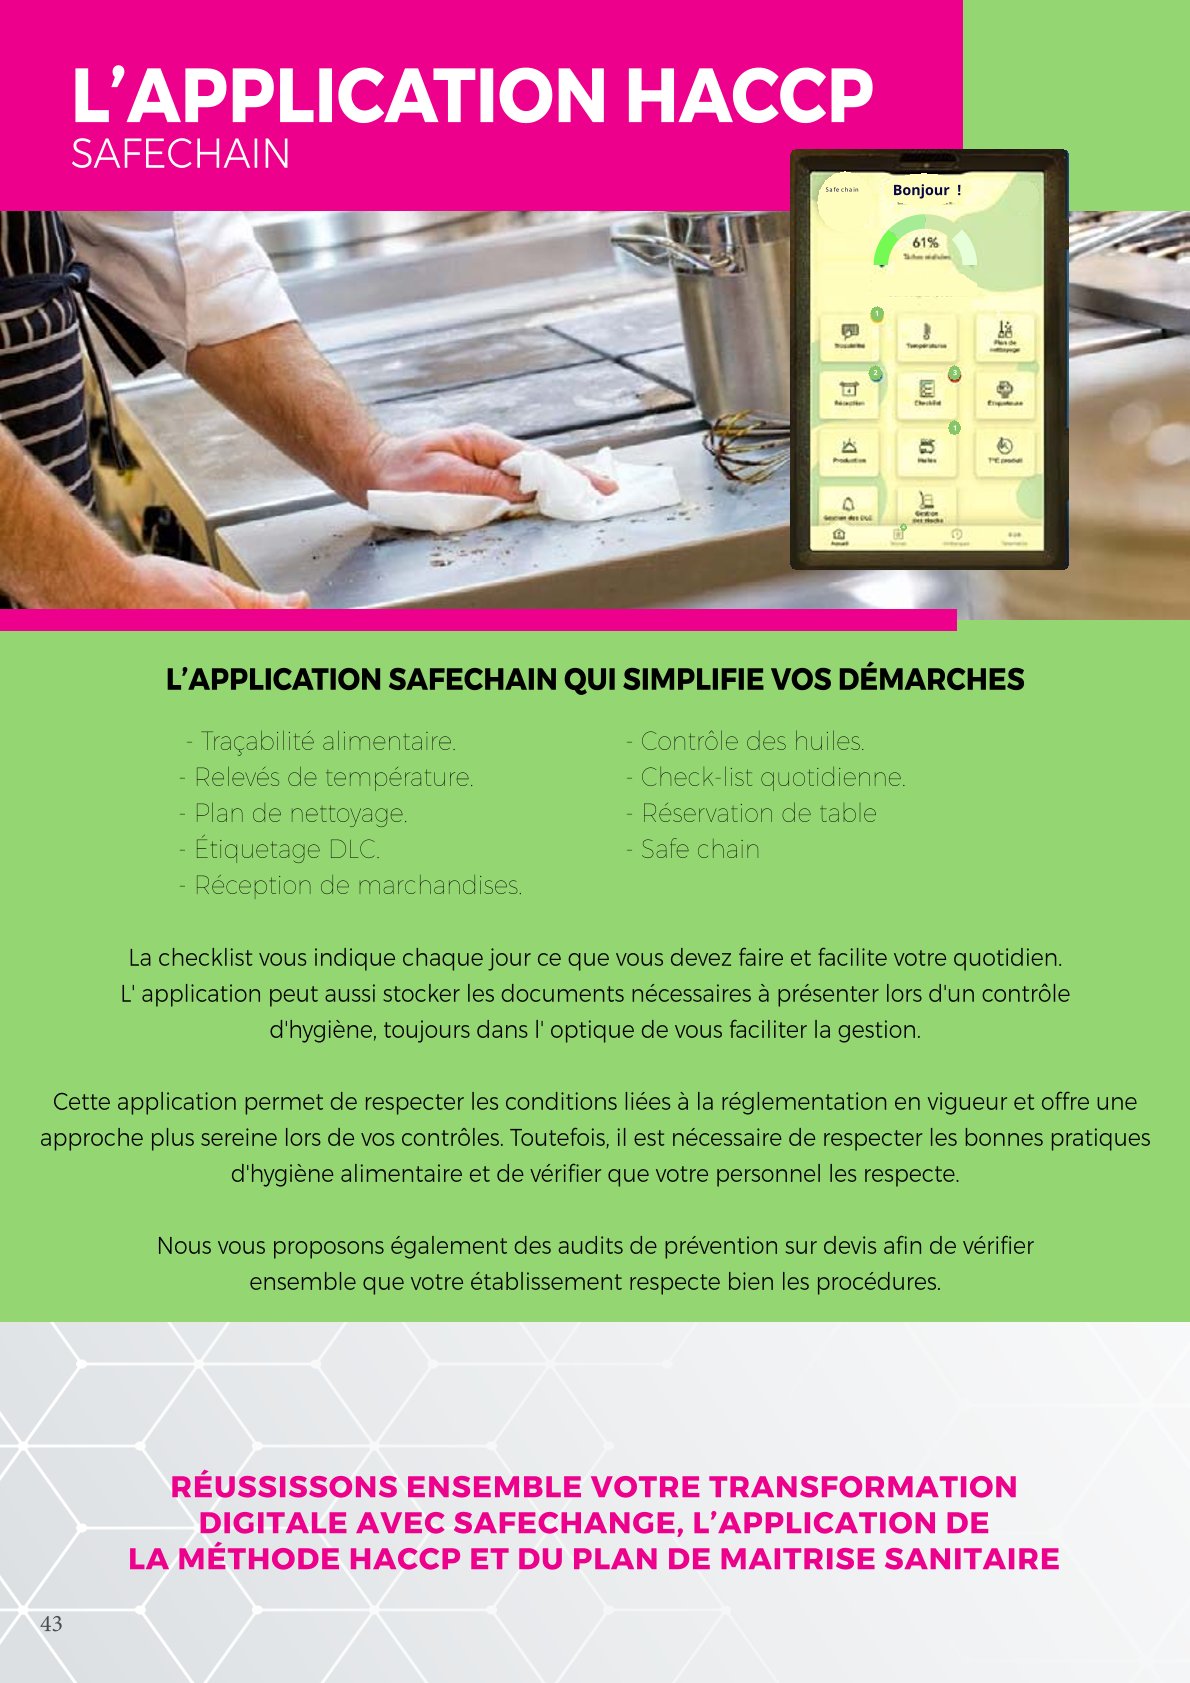 L’APPLICATION HACCP
SAFECHAIN
Safe chain
Bonjour !
61%
Tâches réalisées
1
Traçabilité
Températures
Plan de
nettoyage
2
3
Réception
Checklist
Étiqueteuse
1
Production
Huiles
T°C produit
Gestion des DLC
Gestion
des stocks
Accueil
L’APPLICATION SAFECHAIN QUI SIMPLIFIE VOS DÉMARCHES
- Traçabilité alimentaire.
- Relevés de température.
- Plan de nettoyage.
- Étiquetage DLC.
- Réception de marchandises.
- Contrôle des huiles.
- Check-list quotidienne.
- Réservation de table
- Safe chain
La checklist vous indique chaque jour ce que vous devez faire et facilite votre quotidien.
L' application peut aussi stocker les documents nécessaires à présenter lors d'un contrôle
d'hygiène, toujours dans l' optique de vous faciliter la gestion.
Cette application permet de respecter les conditions liées à la réglementation en vigueur et offre une
approche plus sereine lors de vos contrôles. Toutefois, il est nécessaire de respecter les bonnes pratiques
d'hygiène alimentaire et de vérifier que votre personnel les respecte.
Nous vous proposons également des audits de prévention sur devis afin de vérifier
ensemble que votre établissement respecte bien les procédures.
RÉUSSISSONS ENSEMBLE VOTRE TRANSFORMATION
DIGITALE AVEC SAFECHANGE, L’APPLICATION DE
LA MÉTHODE HACCP ET DU PLAN DE MAITRISE SANITAIRE
43